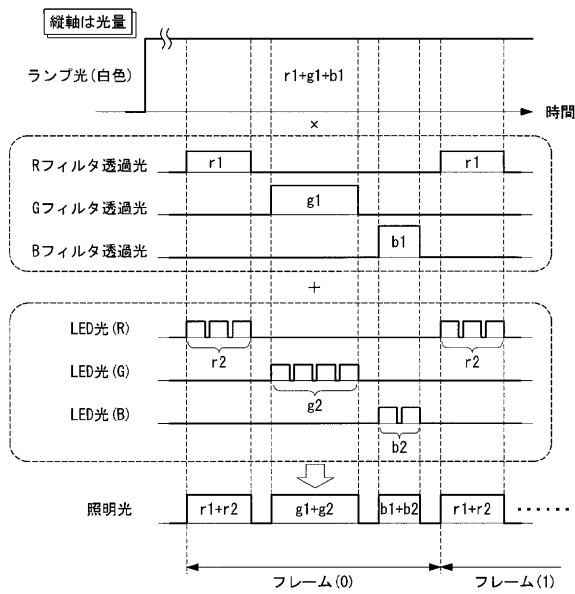 縦軸は光量
ランプ光(白色)
r1+g1+b1
時間
×
Rフィルタ透過光
r1
r1
Gフィルタ透過光
g1
Bフィルタ透過光
b1
+
LED光(R)
r2
r2
LED光(G)
g2
LED光(B)
b2
照明光
r1+r2
g1+g2
b1+b2
r1+r2
······
フレーム(0)
フレーム(1)